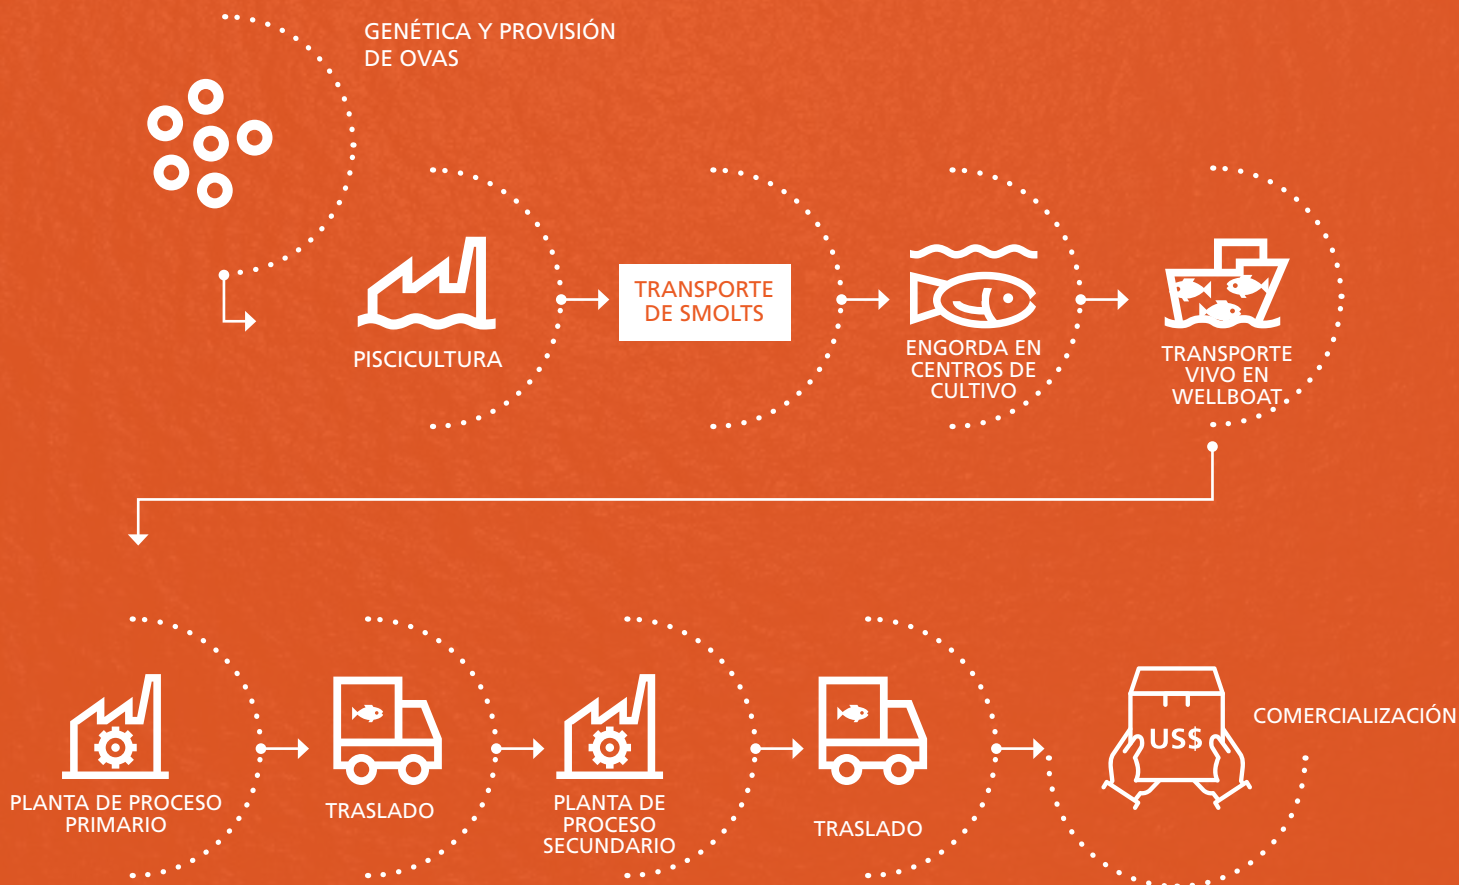 GENÉTICA Y PROVISIÓN
DE OVAS
PISCICULTURA
TRANSPORTE
DE SMOLTS
ENGORDA EN
CENTROS DE
CULTIVO
TRANSPORTE
VIVO EN
WELLBOAT
PLANTA DE PROCESO
PRIMARIO
TRASLADO
PLANTA DE
PROCESO
SECUNDARIO
TRASLADO
US$
COMERCIALIZACIÓN